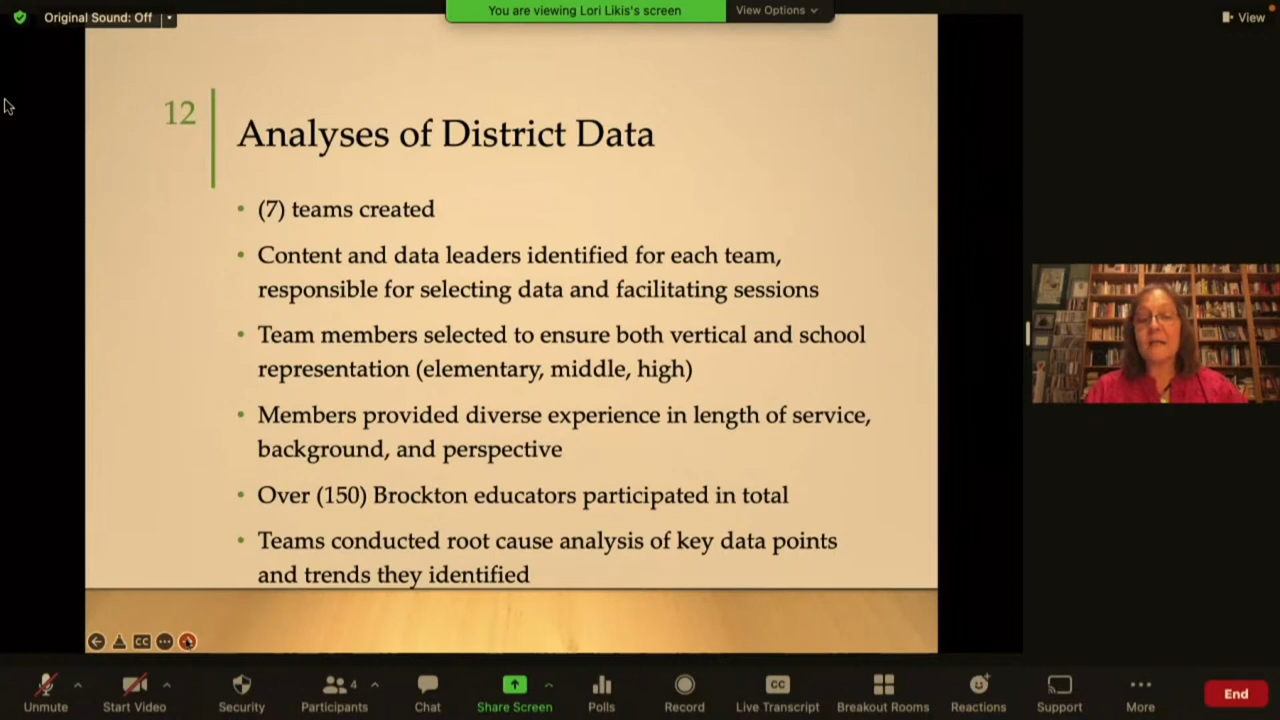 Original Sound: Off
You are viewing Lori Likis's screen
View Options
View
12
Analyses of District Data
• (7) teams created
• Content and data leaders identified for each team,
responsible for selecting data and facilitating sessions
• Team members selected to ensure both vertical and school
representation (elementary, middle, high)
• Members provided diverse experience in length of service,
background, and perspective
• Over (150) Brockton educators participated in total
• Teams conducted root cause analysis of key data points
and trends they identified
CC
4
CC
Unmute
Start Video
Security
Participants
Chat
Share Screen
Polls
Record
Live Transcript
Breakout Rooms
Reactions
Support
More
End